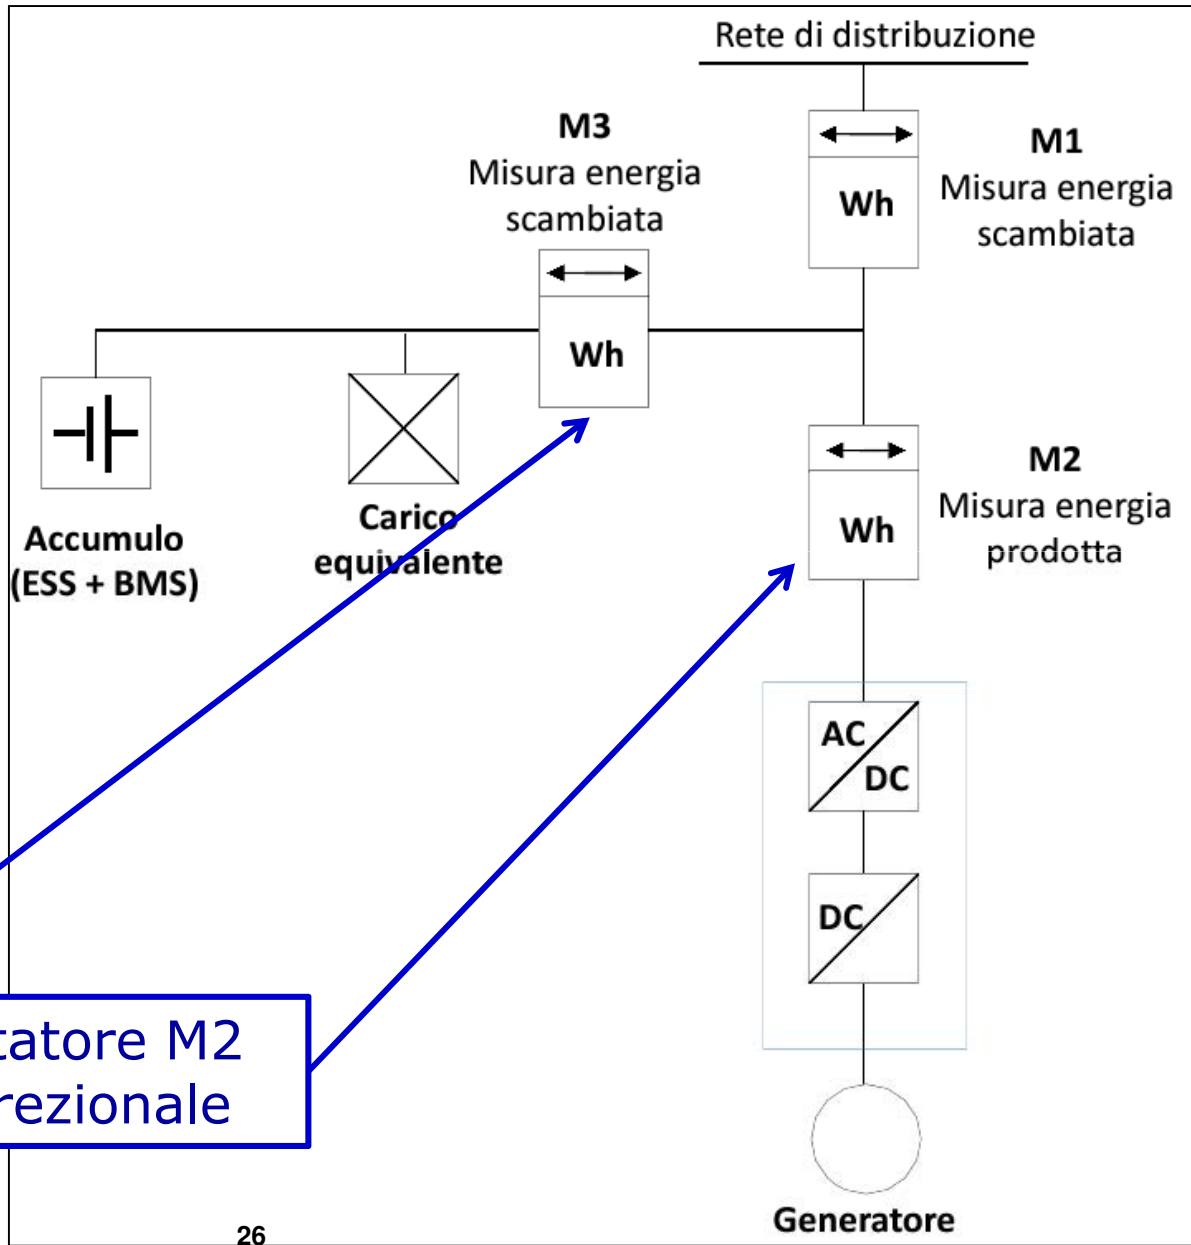 Rete di distribuzione
M3
Misura energia
scambiata
Wh
M1
Misura energia
scambiata
Wh
Accumulo
(ESS + BMS)
Carico
equivalente
M2
Misura energia
prodotta
Wh
AC
DC
DC
tatore M2
rezionale
Generatore
26